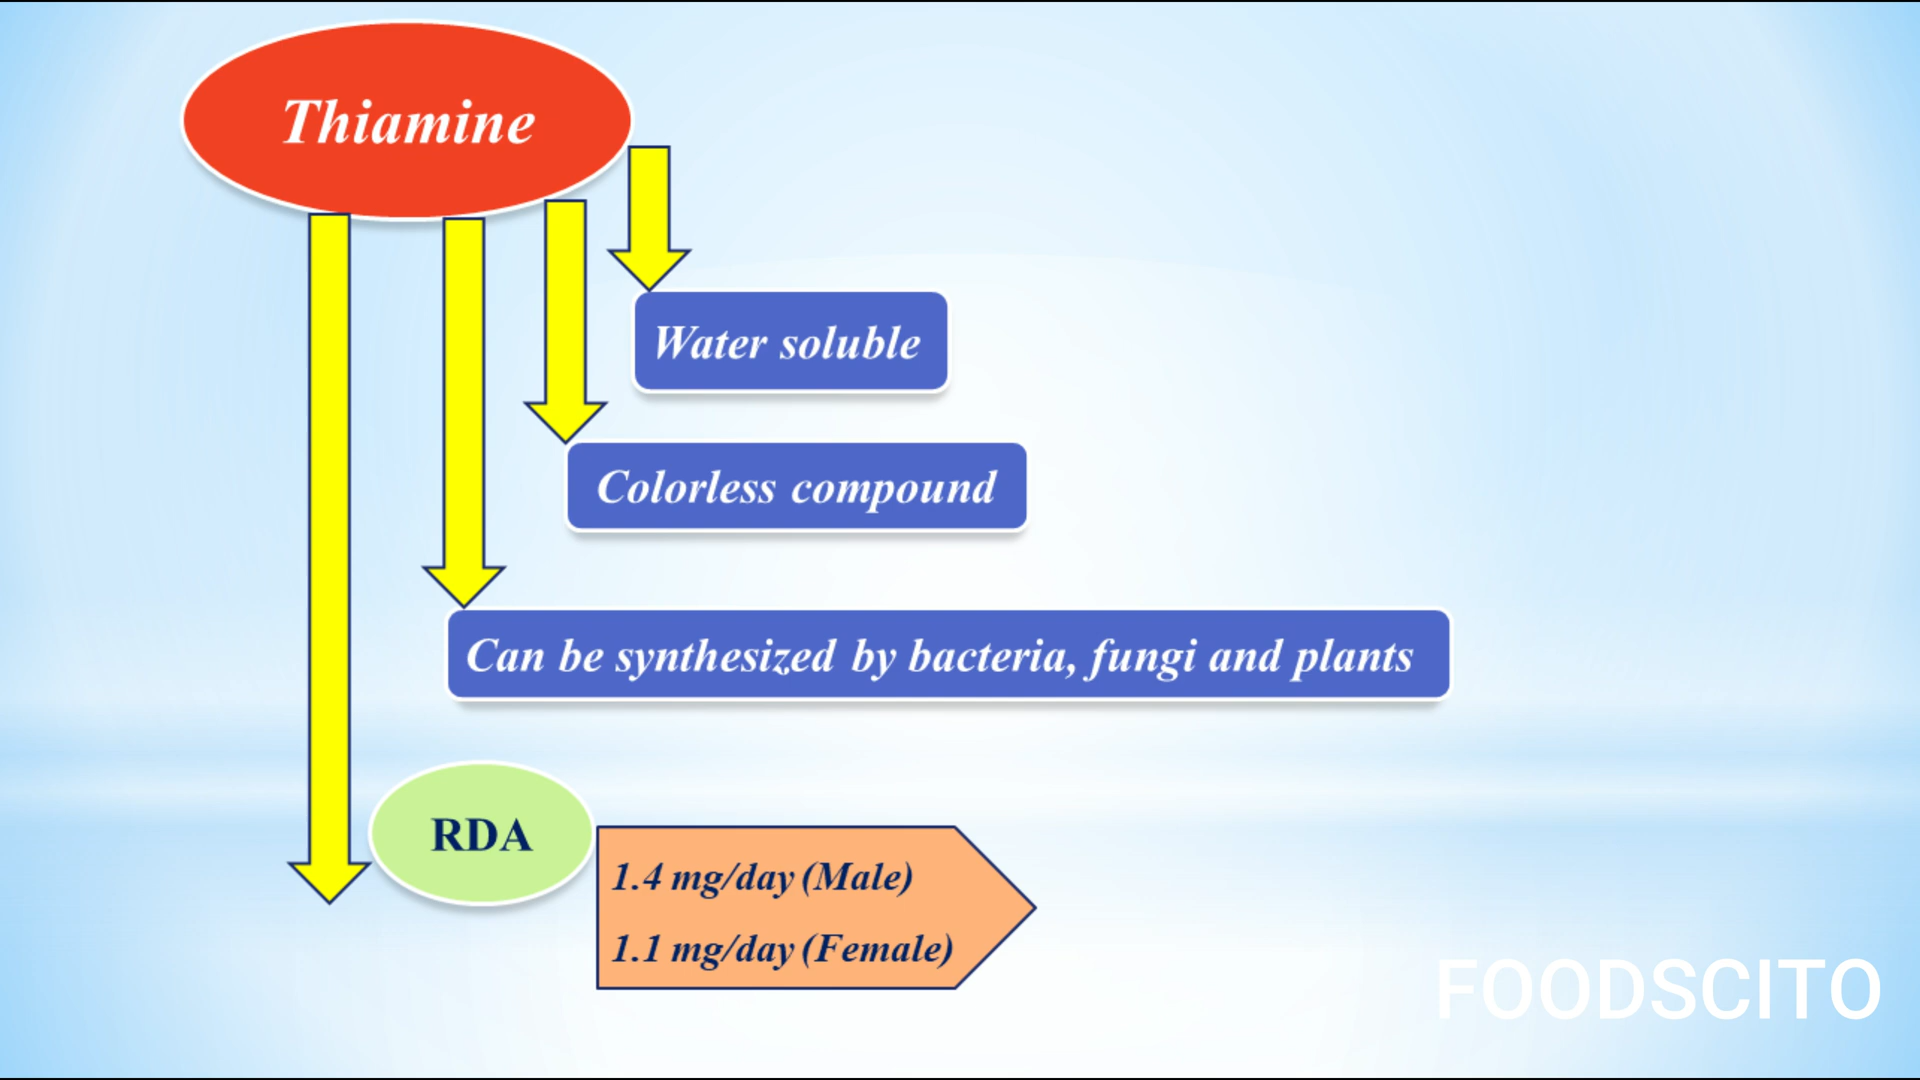 Thiamine
Water soluble
Colorless compound
Can be synthesized by bacteria, fungi and plants
RDA
1.4 mg/day (Male)
1.1 mg/day (Female)
FOODSCITO